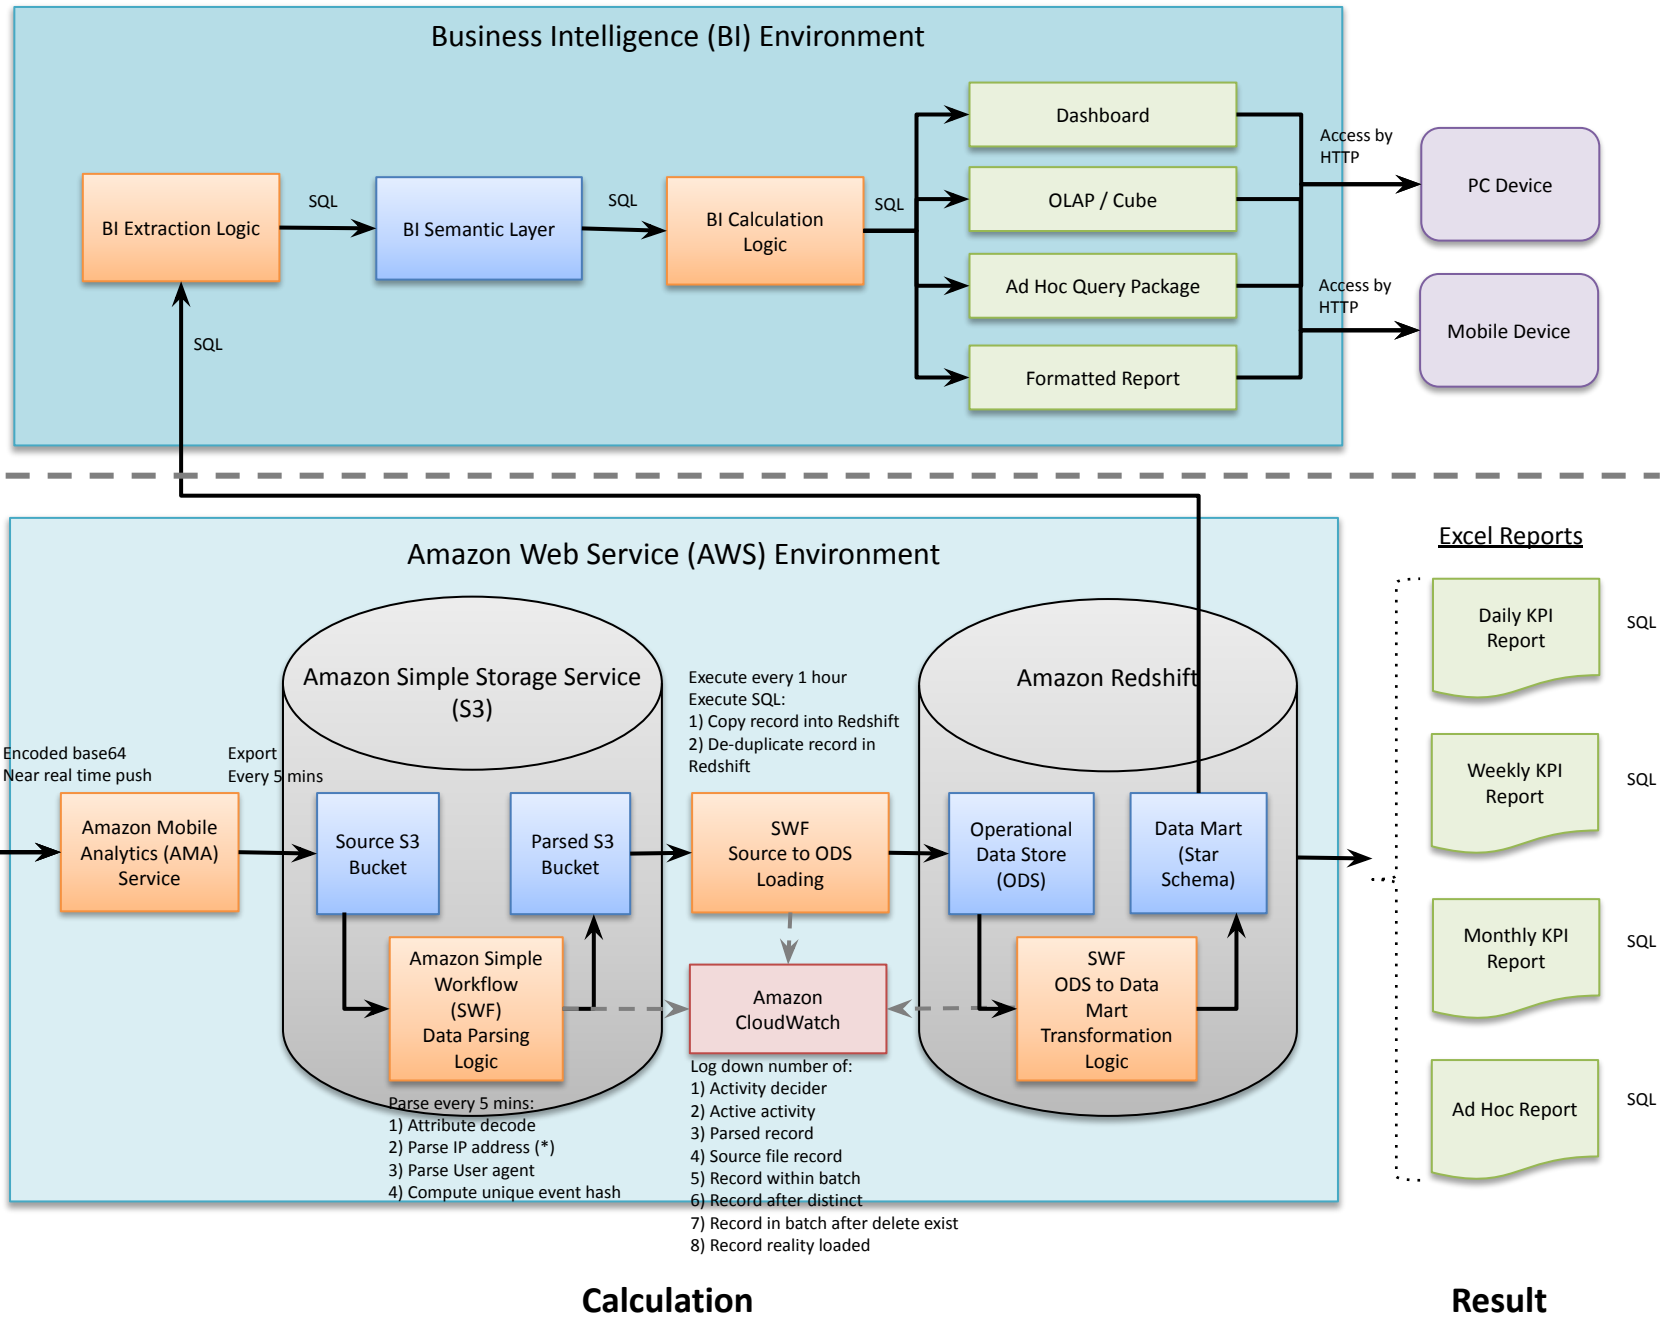 Business Intelligence (BI) Environment
Dashboard
Access by
HTTP
PC Device
SQL
SQL
SQL
OLAP / Cube
BI Extraction Logic
BI Semantic Layer
BI Calculation
Logic
Ad Hoc Query Package
Access by
HTTP
Mobile Device
SQL
Formatted Report
Amazon Web Service (AWS) Environment
Excel Reports
Daily KPI
Report
SQL
Amazon Simple Storage Service
(S3)
Execute every 1 hour
Execute SQL:
1) Copy record into Redshift
2) De-duplicate record in
Redshift
Amazon Redshift
Encoded base64
Near real time push
Export
Every 5 mins
Weekly KPI
Report
SQL
Amazon Mobile
Analytics (AMA)
Service
Source S3
Bucket
Parsed S3
Bucket
SWF
Source to ODS
Loading
Operational
Data Store
(ODS)
Data Mart
(Star
Schema)
Monthly KPI
Report
SQL
Amazon Simple
Workflow
(SWF)
Data Parsing
Logic
Amazon
CloudWatch
SWF
ODS to Data
Mart
Transformation
Logic
Ad Hoc Report
SQL
Parse every 5 mins:
1) Attribute decode
2) Parse IP address (*)
3) Parse User agent
4) Compute unique event hash
Log down number of:
1) Activity decider
2) Active activity
3) Parsed record
4) Source file record
5) Record within batch
6) Record after distinct
7) Record in batch after delete exist
8) Record reality loaded
Calculation
Result